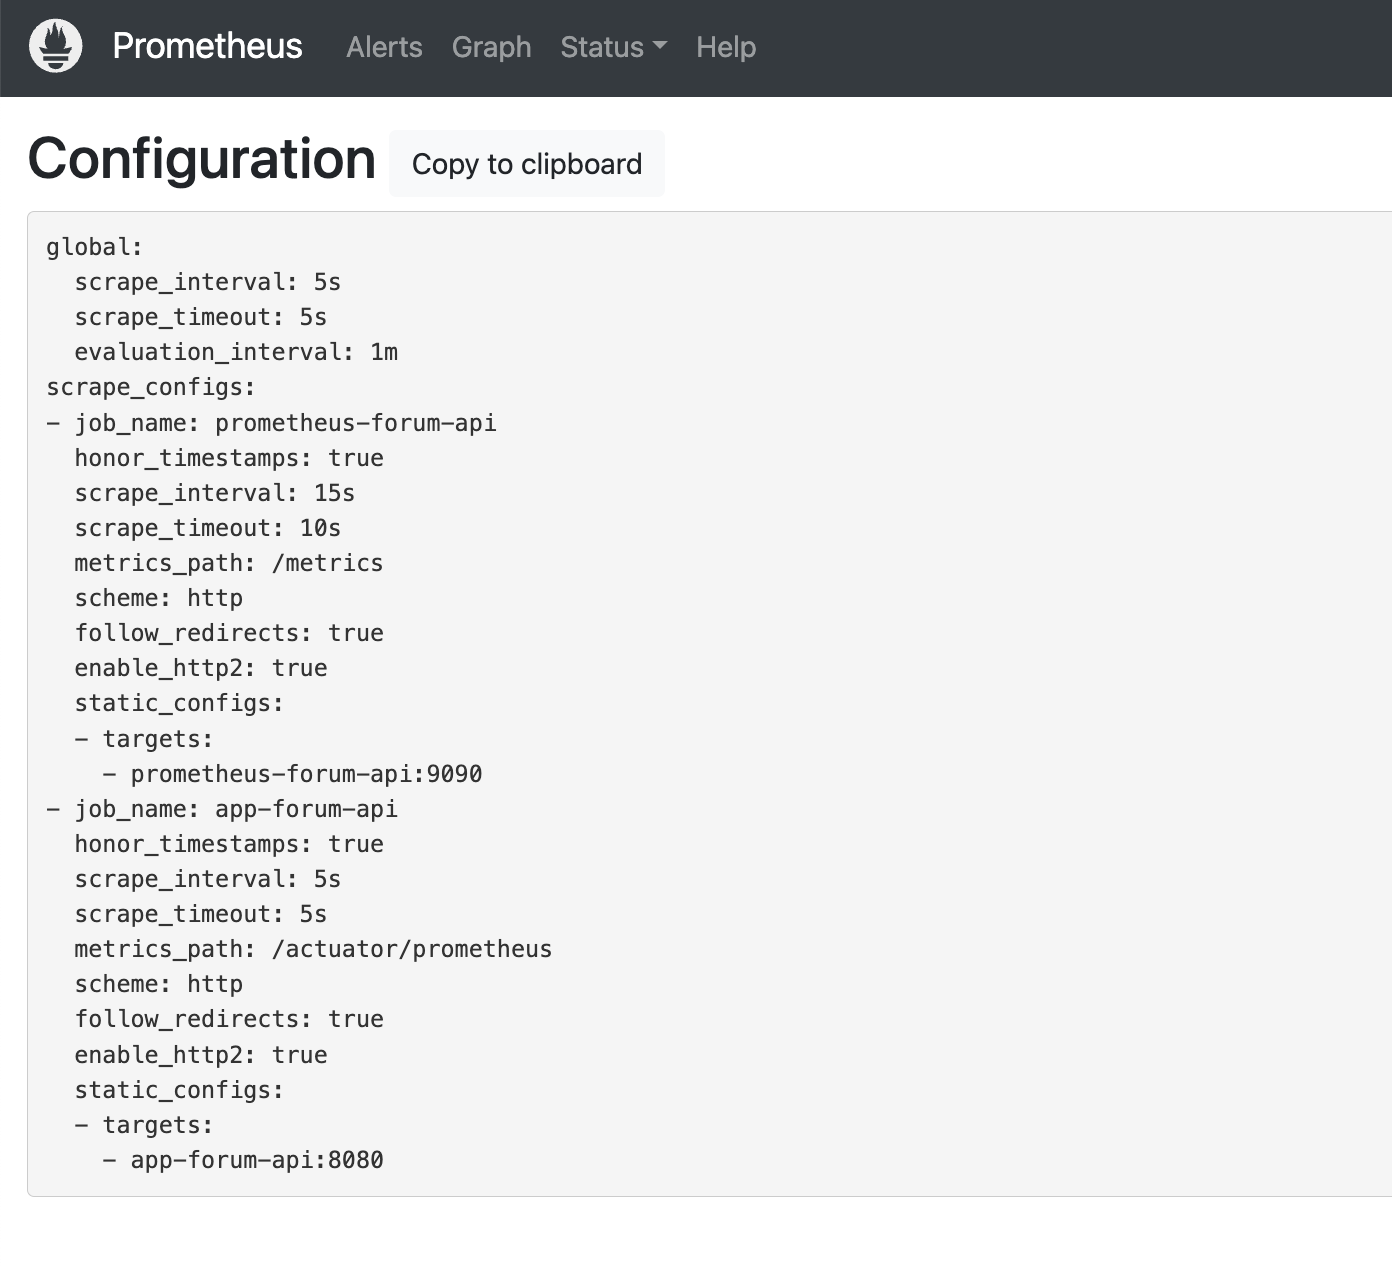 Prometheus Alerts Graph Status Help
Configuration Copy to clipboard
global:
  scrape_interval: 5s
  scrape_timeout: 5s
  evaluation_interval: 1m
scrape_configs:
- job_name: prometheus-forum-api
  honor_timestamps: true
  scrape_interval: 15s
  scrape_timeout: 10s
  metrics_path: /metrics
  scheme: http
  follow_redirects: true
  enable_http2: true
  static_configs:
  - targets:
    - prometheus-forum-api:9090
- job_name: app-forum-api
  honor_timestamps: true
  scrape_interval: 5s
  scrape_timeout: 5s
  metrics_path: /actuator/prometheus
  scheme: http
  follow_redirects: true
  enable_http2: true
  static_configs:
  - targets:
    - app-forum-api:8080